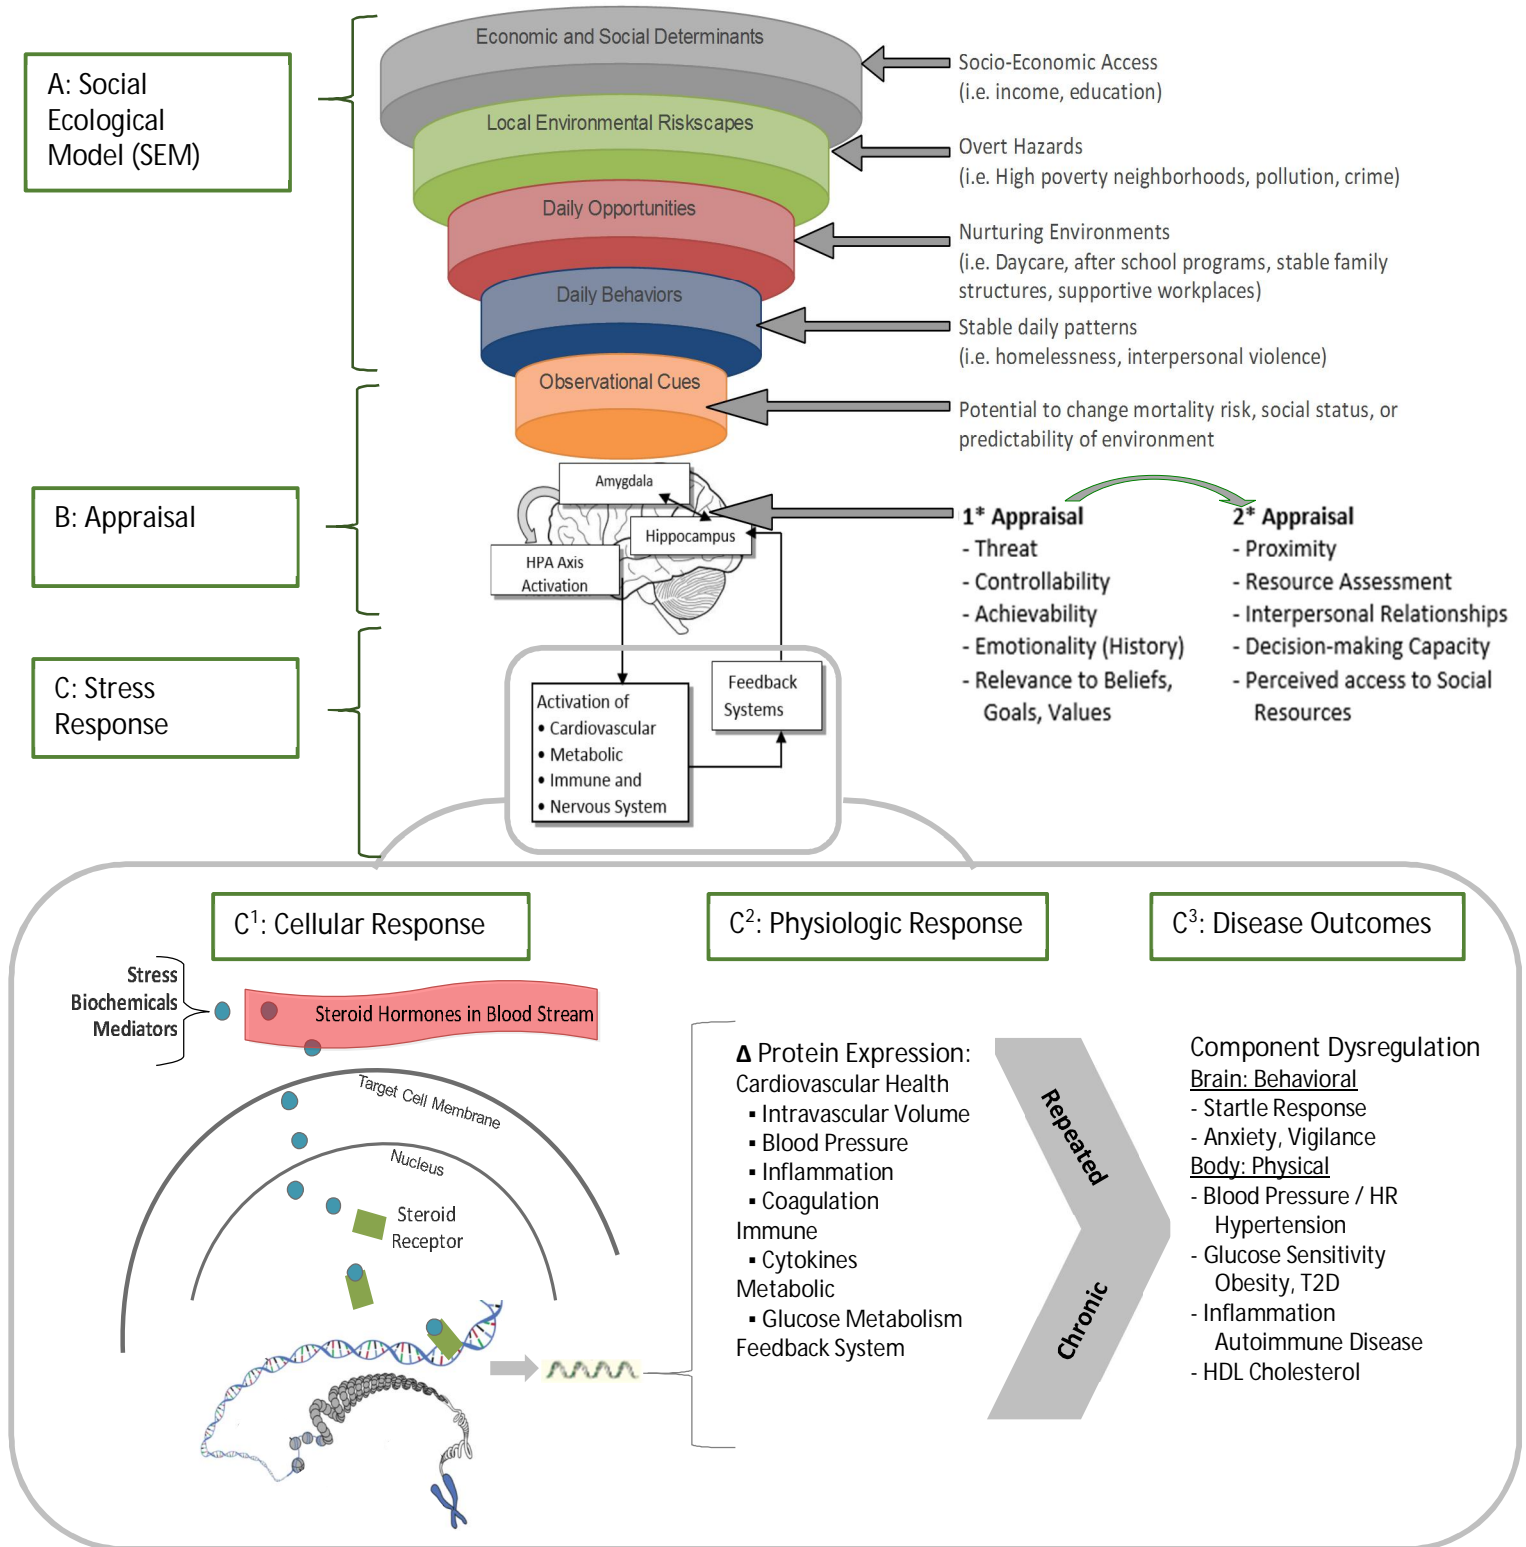 A: Social
Ecological
Model (SEM)
Economic and Social Determinants
Local Environmental Riskscapes
Daily Opportunities
Daily Behaviors
Observational Cues
Socio-Economic Access
(i.e. income, education)
Overt Hazards
(i.e. High poverty neighborhoods, pollution, crime)
Nurturing Environments
(i.e. Daycare, after school programs, stable family
structures, supportive workplaces)
Stable daily patterns
(i.e. homelessness, interpersonal violence)
Potential to change mortality risk, social status, or
predictability of environment
B: Appraisal
Amygdala
Hippocampus
HPA Axis
Activation
1* Appraisal
- Threat
- Controllability
- Achievability
- Emotionality (History)
- Relevance to Beliefs,
Goals, Values
2* Appraisal
- Proximity
- Resource Assessment
- Interpersonal Relationships
- Decision-making Capacity
- Perceived access to Social
Resources
C: Stress
Response
Activation of
• Cardiovascular
• Metabolic
• Immune and
• Nervous System
Feedback
Systems
C¹: Cellular Response
Stress
Biochemicals
Mediators
Steroid Hormones in Blood Stream
Target Cell Membrane
Nucleus
Steroid
Receptor
C²: Physiologic Response
Δ Protein Expression:
Cardiovascular Health
▪ Intravascular Volume
▪ Blood Pressure
▪ Inflammation
▪ Coagulation
Immune
▪ Cytokines
Metabolic
▪ Glucose Metabolism
Feedback System
Repeated
Chronic
C³: Disease Outcomes
Component Dysregulation
Brain: Behavioral
- Startle Response
- Anxiety, Vigilance
Body: Physical
- Blood Pressure / HR
Hypertension
- Glucose Sensitivity
Obesity, T2D
- Inflammation
Autoimmune Disease
- HDL Cholesterol